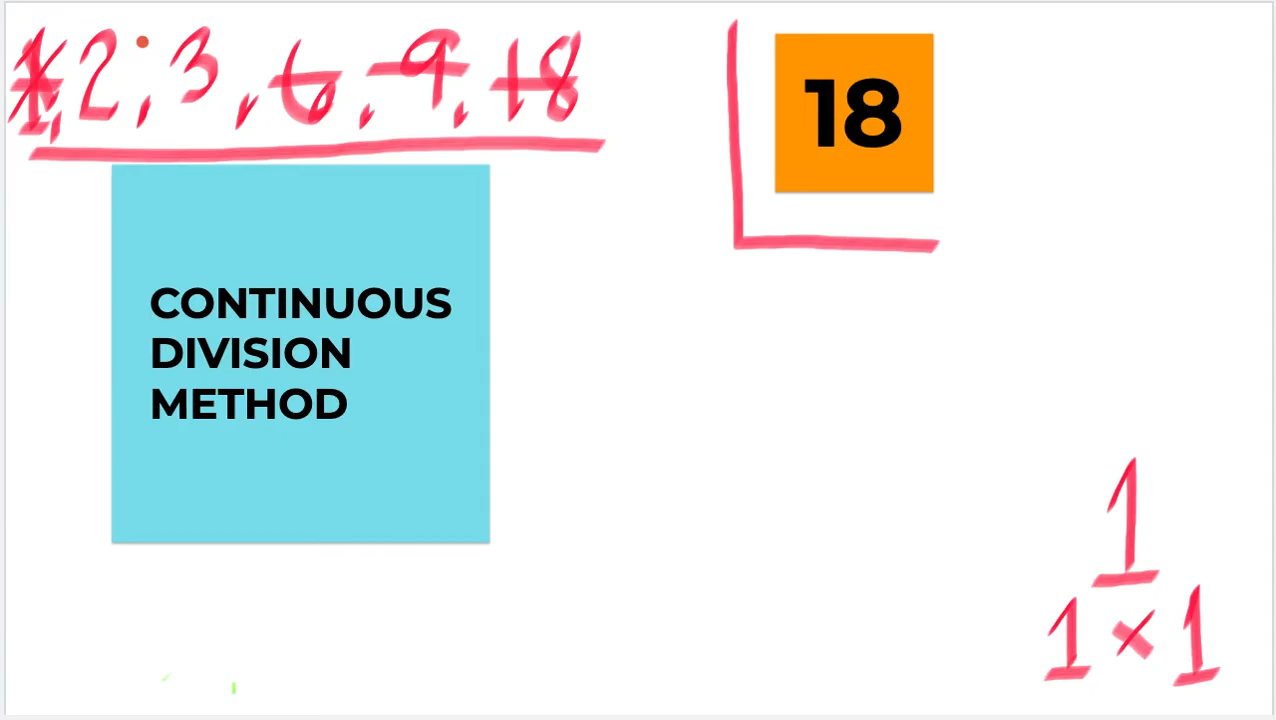 1, 2, 3, 6, 9, 18
18
CONTINUOUS
DIVISION
METHOD
1
1 × 1